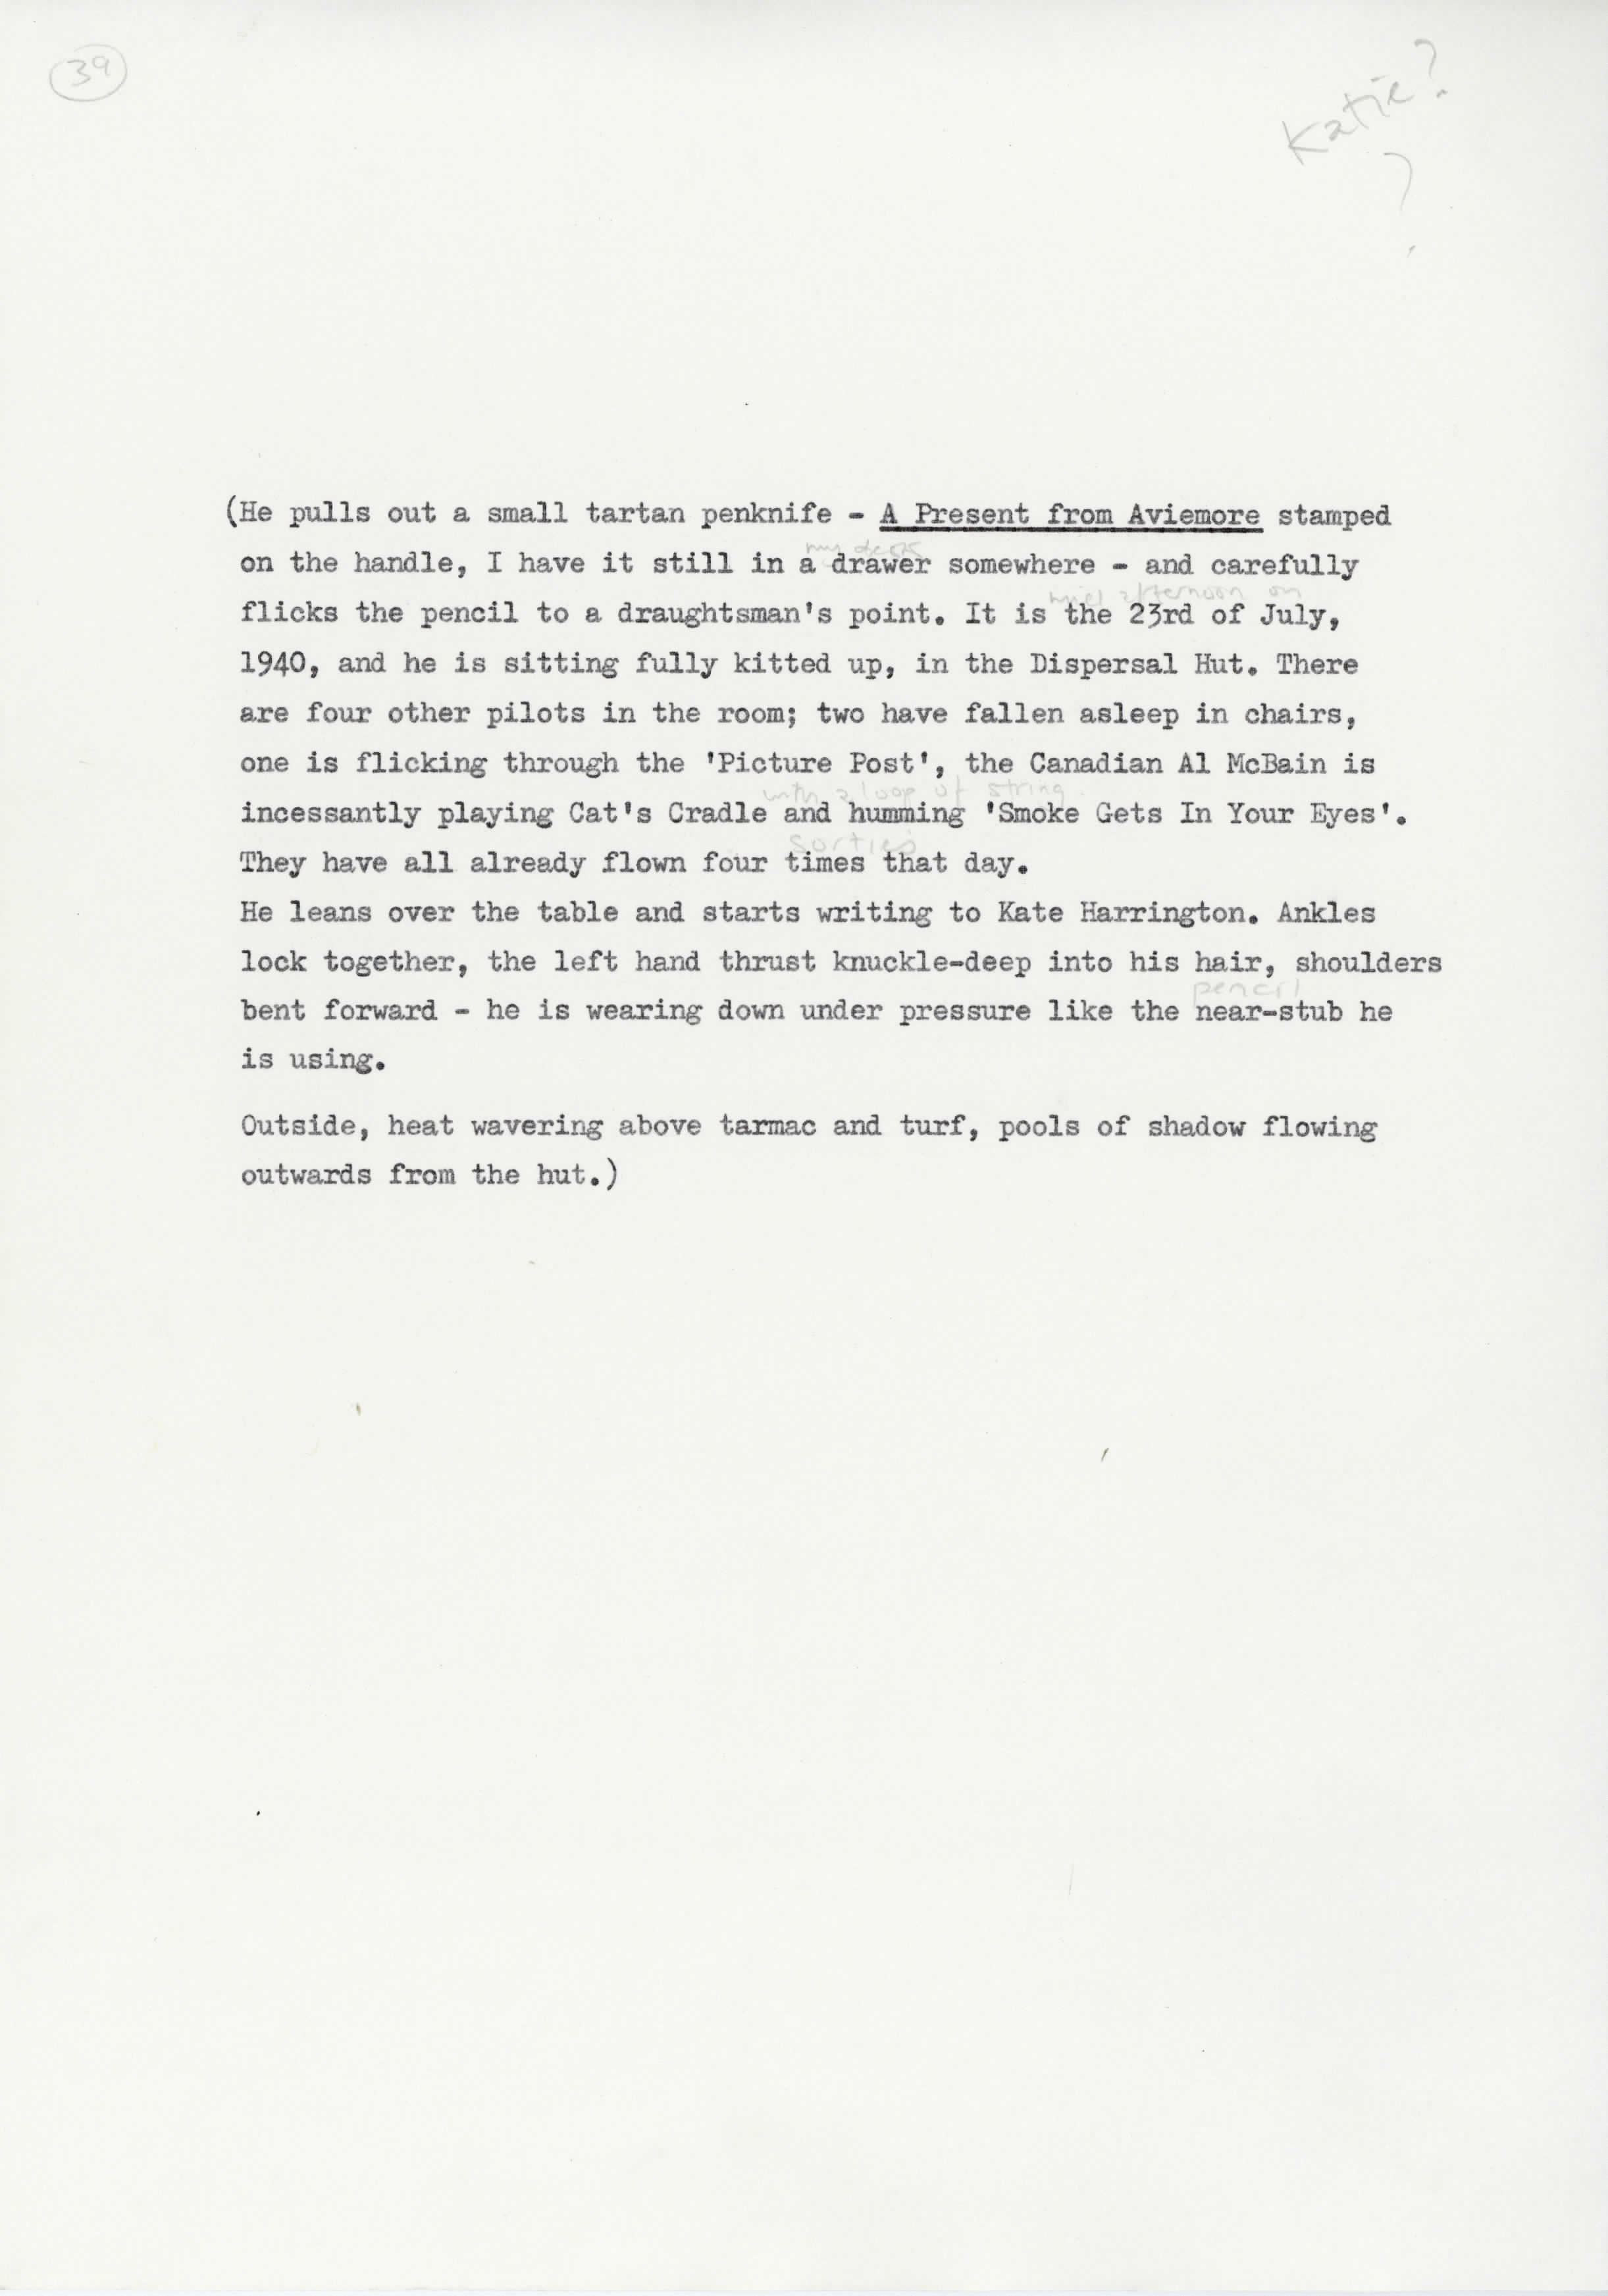 39
Katie?
?
(He pulls out a small tartan penknife - A Present from Aviemore stamped
my desk
on the handle, I have it still in a drawer somewhere - and carefully
afternoon on
flicks the pencil to a draughtsman's point. It is the 23rd of July,
1940, and he is sitting fully kitted up, in the Dispersal Hut. There
are four other pilots in the room; two have fallen asleep in chairs,
one is flicking through the 'Picture Post', the Canadian Al McBain is
with a loop of string
incessantly playing Cat's Cradle and humming 'Smoke Gets In Your Eyes'.
sorties
They have all already flown four times that day.
He leans over the table and starts writing to Kate Harrington. Ankles
lock together, the left hand thrust knuckle-deep into his hair, shoulders
pencil
bent forward - he is wearing down under pressure like the near-stub he
is using.
Outside, heat wavering above tarmac and turf, pools of shadow flowing
outwards from the hut.)